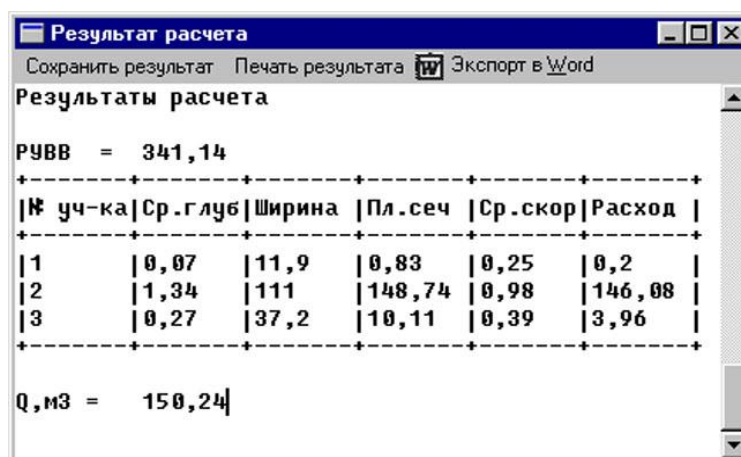 Результат расчета
Сохранить результат Печать результата Экспорт в Word
Результаты расчета
РУВВ = 341,14
+--------+-------+-------+-------+-------+-------+
|№ уч-ка|Ср.глуб|Ширина |Пл.сеч |Ср.скор|Расход |
+--------+-------+-------+-------+-------+-------+
|1 |0,07 |11,9 |0,83 |0,25 |0,2 |
|2 |1,34 |111 |148,74 |0,98 |146,08 |
|3 |0,27 |37,2 |10,11 |0,39 |3,96 |
+--------+-------+-------+-------+-------+-------+
Q,м3 = 150,24